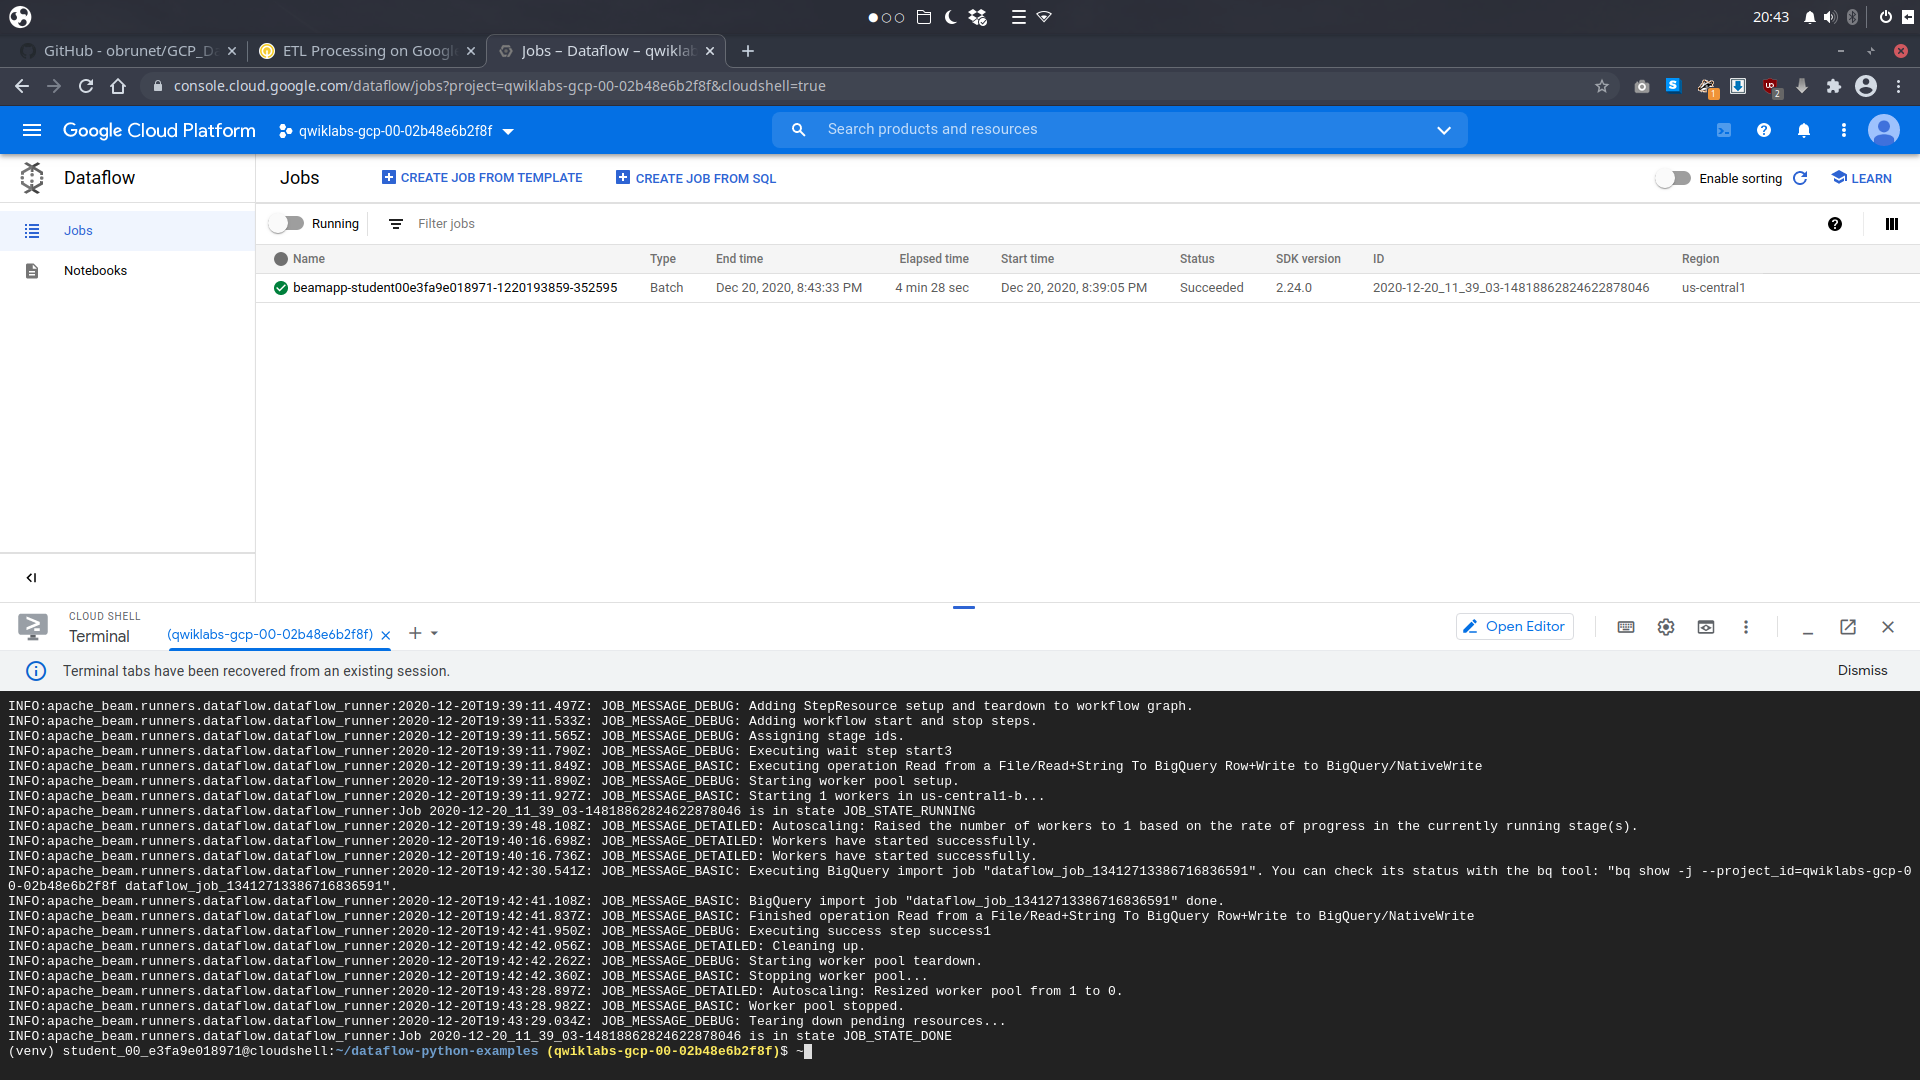 20:43
GitHub - obrunet/GCP_Da
ETL Processing on Google
Jobs – Dataflow – qwiklab
console.cloud.google.com/dataflow/jobs?project=qwiklabs-gcp-00-02b48e6b2f8f&cloudshell=true
1
2
Google Cloud Platform
qwiklabs-gcp-00-02b48e6b2f8f
Search products and resources
Dataflow
Jobs
CREATE JOB FROM TEMPLATE
CREATE JOB FROM SQL
Enable sorting
LEARN
Jobs
Notebooks
Running
Filter jobs
Name Type End time Elapsed time Start time Status SDK version ID Region
beamapp-student00e3fa9e018971-1220193859-352595 Batch Dec 20, 2020, 8:43:33 PM 4 min 28 sec Dec 20, 2020, 8:39:05 PM Succeeded 2.24.0 2020-12-20_11_39_03-14818862824622878046 us-central1
CLOUD SHELL
Terminal
(qwiklabs-gcp-00-02b48e6b2f8f)
Open Editor
Terminal tabs have been recovered from an existing session.
Dismiss
INFO:apache_beam.runners.dataflow.dataflow_runner:2020-12-20T19:39:11.497Z: JOB_MESSAGE_DEBUG: Adding StepResource setup and teardown to workflow graph.
INFO:apache_beam.runners.dataflow.dataflow_runner:2020-12-20T19:39:11.533Z: JOB_MESSAGE_DEBUG: Adding workflow start and stop steps.
INFO:apache_beam.runners.dataflow.dataflow_runner:2020-12-20T19:39:11.565Z: JOB_MESSAGE_DEBUG: Assigning stage ids.
INFO:apache_beam.runners.dataflow.dataflow_runner:2020-12-20T19:39:11.790Z: JOB_MESSAGE_DEBUG: Executing wait step start3
INFO:apache_beam.runners.dataflow.dataflow_runner:2020-12-20T19:39:11.849Z: JOB_MESSAGE_BASIC: Executing operation Read from a File/Read+String To BigQuery Row+Write to BigQuery/NativeWrite
INFO:apache_beam.runners.dataflow.dataflow_runner:2020-12-20T19:39:11.890Z: JOB_MESSAGE_DEBUG: Starting worker pool setup.
INFO:apache_beam.runners.dataflow.dataflow_runner:2020-12-20T19:39:11.927Z: JOB_MESSAGE_BASIC: Starting 1 workers in us-central1-b...
INFO:apache_beam.runners.dataflow.dataflow_runner:Job 2020-12-20_11_39_03-14818862824622878046 is in state JOB_STATE_RUNNING
INFO:apache_beam.runners.dataflow.dataflow_runner:2020-12-20T19:39:48.108Z: JOB_MESSAGE_DETAILED: Autoscaling: Raised the number of workers to 1 based on the rate of progress in the currently running stage(s).
INFO:apache_beam.runners.dataflow.dataflow_runner:2020-12-20T19:40:16.698Z: JOB_MESSAGE_DETAILED: Workers have started successfully.
INFO:apache_beam.runners.dataflow.dataflow_runner:2020-12-20T19:40:16.736Z: JOB_MESSAGE_DETAILED: Workers have started successfully.
INFO:apache_beam.runners.dataflow.dataflow_runner:2020-12-20T19:42:30.541Z: JOB_MESSAGE_BASIC: Executing BigQuery import job "dataflow_job_13412713386716836591". You can check its status with the bq tool: "bq show -j --project_id=qwiklabs-gcp-0
0-02b48e6b2f8f dataflow_job_13412713386716836591".
INFO:apache_beam.runners.dataflow.dataflow_runner:2020-12-20T19:42:41.108Z: JOB_MESSAGE_BASIC: BigQuery import job "dataflow_job_13412713386716836591" done.
INFO:apache_beam.runners.dataflow.dataflow_runner:2020-12-20T19:42:41.837Z: JOB_MESSAGE_BASIC: Finished operation Read from a File/Read+String To BigQuery Row+Write to BigQuery/NativeWrite
INFO:apache_beam.runners.dataflow.dataflow_runner:2020-12-20T19:42:41.950Z: JOB_MESSAGE_DEBUG: Executing success step success1
INFO:apache_beam.runners.dataflow.dataflow_runner:2020-12-20T19:42:42.056Z: JOB_MESSAGE_DETAILED: Cleaning up.
INFO:apache_beam.runners.dataflow.dataflow_runner:2020-12-20T19:42:42.262Z: JOB_MESSAGE_DEBUG: Starting worker pool teardown.
INFO:apache_beam.runners.dataflow.dataflow_runner:2020-12-20T19:42:42.360Z: JOB_MESSAGE_BASIC: Stopping worker pool...
INFO:apache_beam.runners.dataflow.dataflow_runner:2020-12-20T19:43:28.897Z: JOB_MESSAGE_DETAILED: Autoscaling: Resized worker pool from 1 to 0.
INFO:apache_beam.runners.dataflow.dataflow_runner:2020-12-20T19:43:28.982Z: JOB_MESSAGE_BASIC: Worker pool stopped.
INFO:apache_beam.runners.dataflow.dataflow_runner:2020-12-20T19:43:29.034Z: JOB_MESSAGE_DEBUG: Tearing down pending resources...
INFO:apache_beam.runners.dataflow.dataflow_runner:Job 2020-12-20_11_39_03-14818862824622878046 is in state JOB_STATE_DONE
(venv) student_00_e3fa9e018971@cloudshell:~/dataflow-python-examples (qwiklabs-gcp-00-02b48e6b2f8f)$ ~